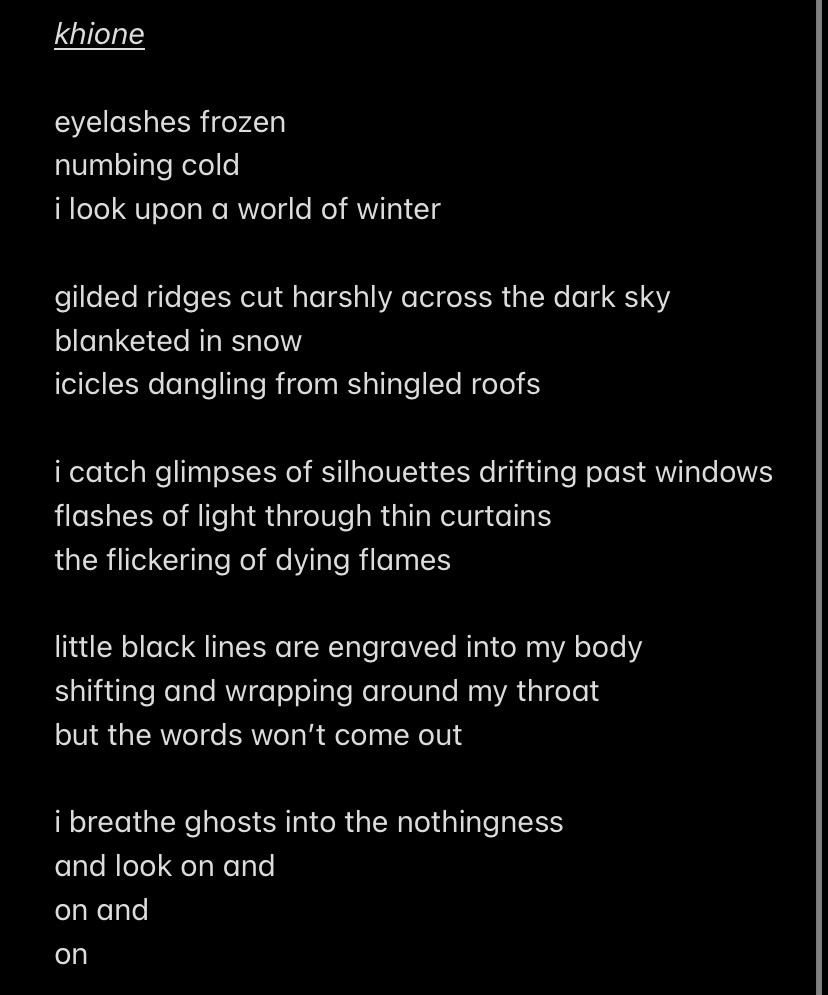 khione
eyelashes frozen
numbing cold
i look upon a world of winter
gilded ridges cut harshly across the dark sky
blanketed in snow
icicles dangling from shingled roofs
i catch glimpses of silhouettes drifting past windows
flashes of light through thin curtains
the flickering of dying flames
little black lines are engraved into my body
shifting and wrapping around my throat
but the words won’t come out
i breathe ghosts into the nothingness
and look on and
on and
on